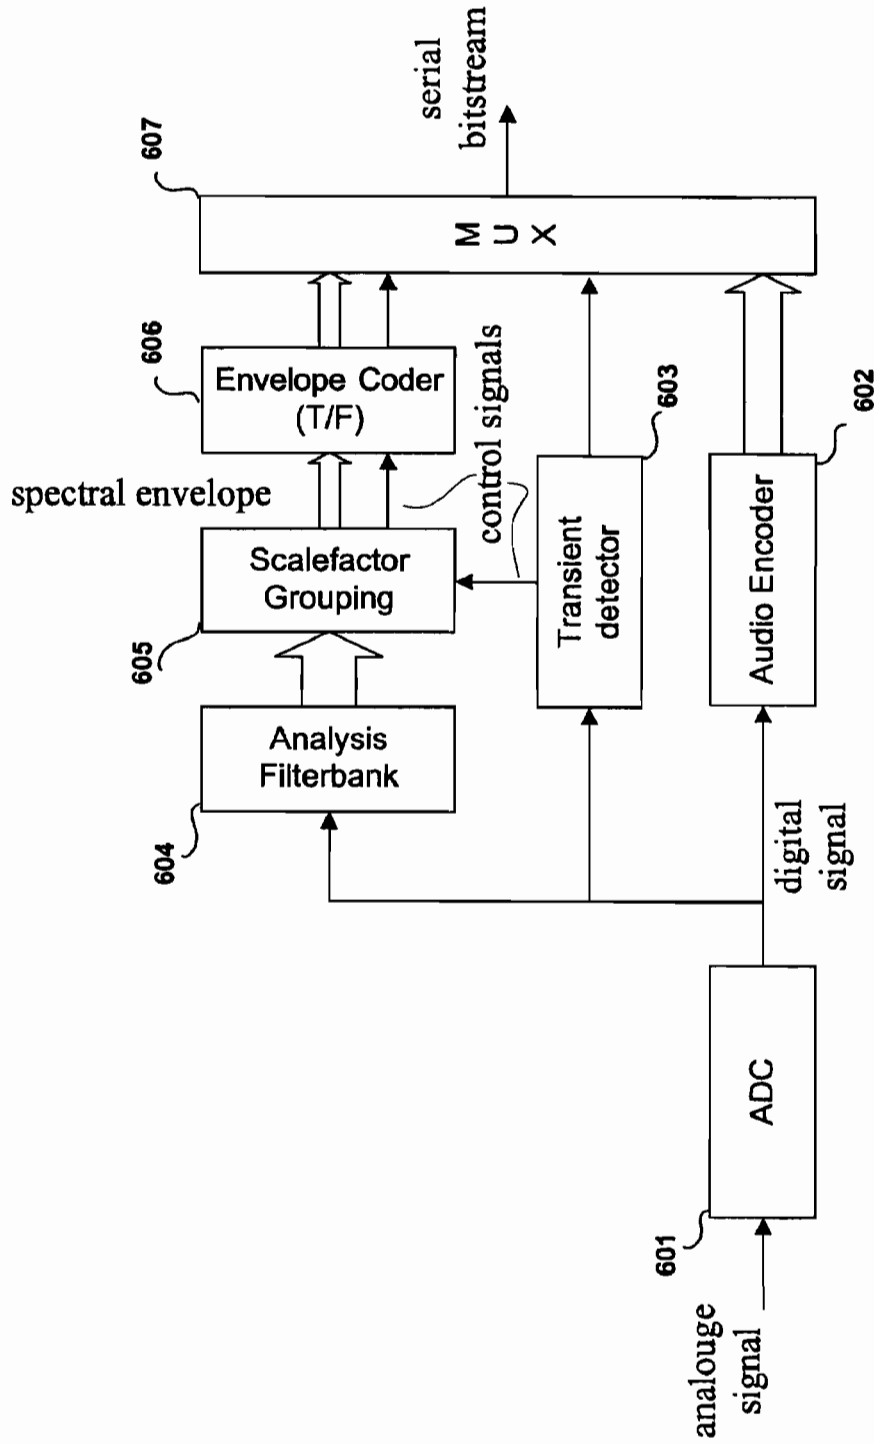 607
serial
bitstream
M
U
X
606
Envelope Coder
(T/F)
spectral envelope
control signals
603
602
Scalefactor
Grouping
605
Transient
detector
Audio Encoder
Analysis
Filterbank
604
digital
signal
ADC
601
analouge
signal